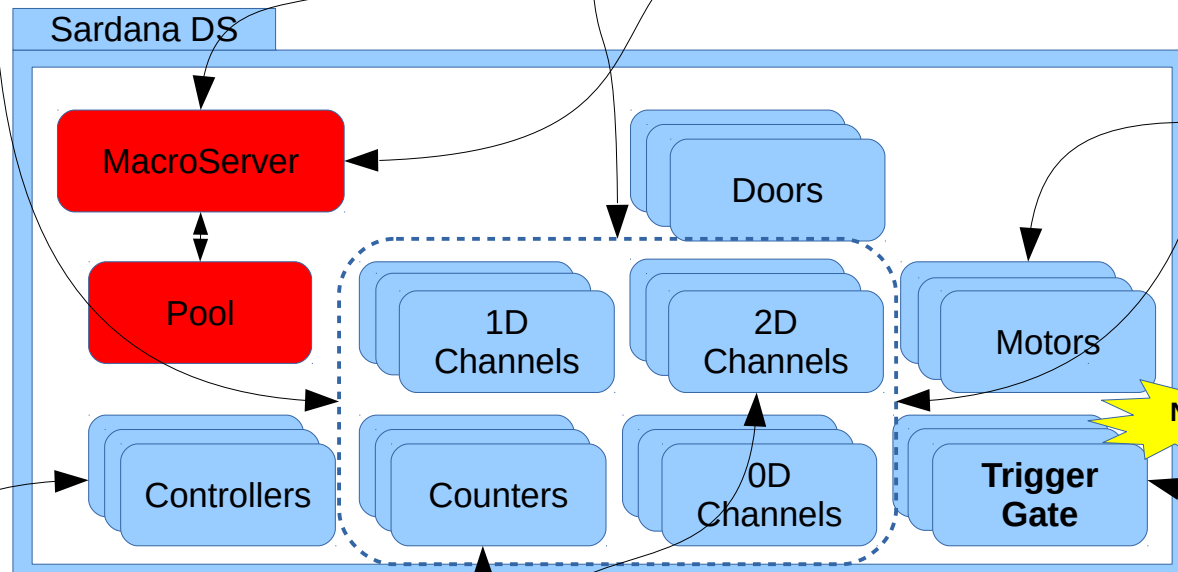 Sardana DS
MacroServer
Doors
Pool
1D
Channels
2D
Channels
Motors
Controllers
Counters
0D
Channels
Trigger
Gate